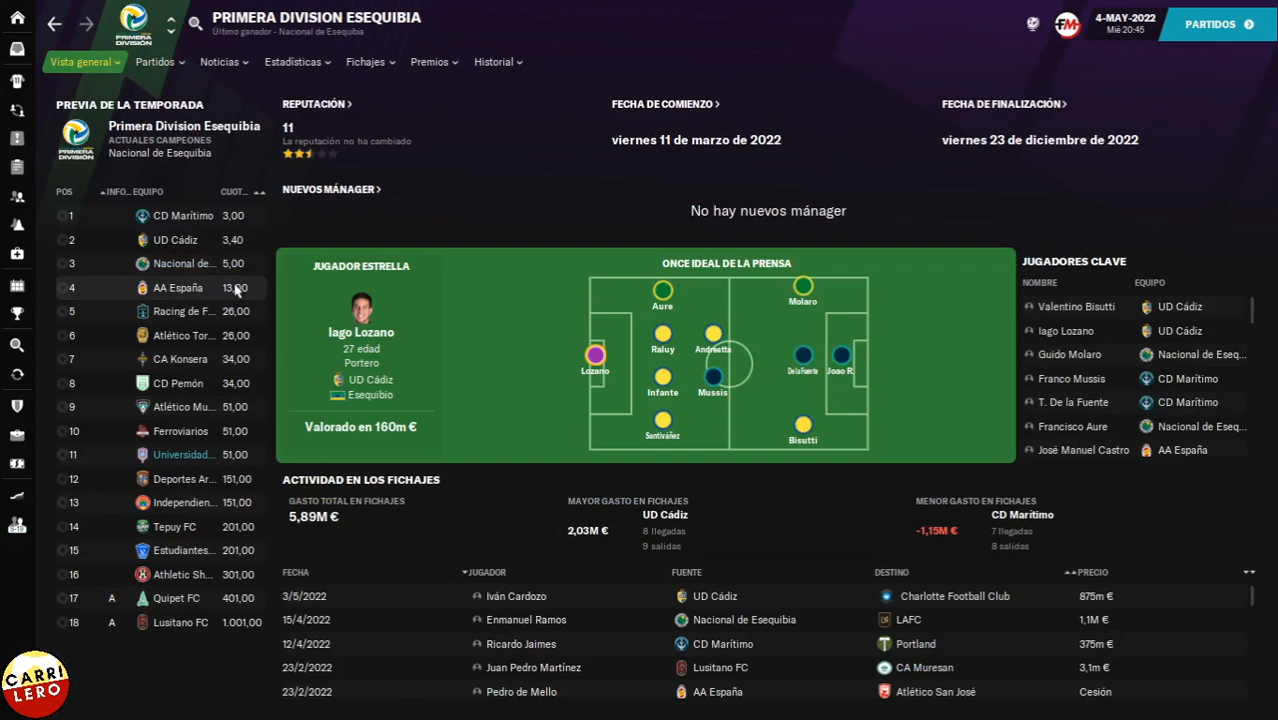 PRIMERA DIVISION ESEQUIBIA
Último ganador - Nacional de Esequibia
4-MAY-2022
Mié 20:45
PARTIDOS
Vista general
Partidos
Noticias
Estadísticas
Fichajes
Premios
Historial
PREVIA DE LA TEMPORADA
Primera Division Esequibia
ACTUALES CAMPEONES
Nacional de Esequibia
PRIMERA DIVISIÓN
REPUTACIÓN
11
La reputación no ha cambiado
FECHA DE COMIENZO
viernes 11 de marzo de 2022
FECHA DE FINALIZACIÓN
viernes 23 de diciembre de 2022
NUEVOS MÁNAGER
No hay nuevos mánager
POS INFO... EQUIPO CUOT...
1 CD Marítimo 3,00
2 UD Cádiz 3,40
3 Nacional de... 5,00
4 AA España 13,00
5 Racing de F... 26,00
6 Atlético Tor... 26,00
7 CA Konsera 34,00
8 CD Pemón 34,00
9 Atlético Mu... 51,00
10 Ferroviarios 51,00
11 Universidad... 51,00
12 Deportes Ar... 151,00
13 Independien... 151,00
14 Tepuy FC 201,00
15 Estudiantes... 201,00
16 Athletic Sh... 301,00
17 A Quipet FC 401,00
18 A Lusitano FC 1.001,00
JUGADOR ESTRELLA
Iago Lozano
27 edad
Portero
UD Cádiz
Esequibio
Valorado en 160m €
ONCE IDEAL DE LA PRENSA
Aure
Molaro
Raluy
Andreatta
Lozano
De la Fuente
Joao R.
Infante
Mussis
Santiváñez
Bisutti
JUGADORES CLAVE
NOMBRE EQUIPO
Valentino Bisutti UD Cádiz
Iago Lozano UD Cádiz
Guido Molaro Nacional de Eseq...
Franco Mussis CD Marítimo
T. De la Fuente CD Marítimo
Francisco Aure Nacional de Eseq...
José Manuel Castro AA España
ACTIVIDAD EN LOS FICHAJES
GASTO TOTAL EN FICHAJES
5,89M €
MAYOR GASTO EN FICHAJES
UD Cádiz
2,03M € 8 llegadas
9 salidas
MENOR GASTO EN FICHAJES
CD Marítimo
-1,15M € 7 llegadas
8 salidas
FECHA JUGADOR FUENTE DESTINO PRECIO
3/5/2022 Iván Cardozo UD Cádiz Charlotte Football Club 875m €
15/4/2022 Enmanuel Ramos Nacional de Esequibia LAFC 1,1M €
12/4/2022 Ricardo Jaimes CD Marítimo Portland 375m €
23/2/2022 Juan Pedro Martínez Lusitano FC CA Muresan 3,1m €
23/2/2022 Pedro de Mello AA España Atlético San José Cesión
CARRI
LERO